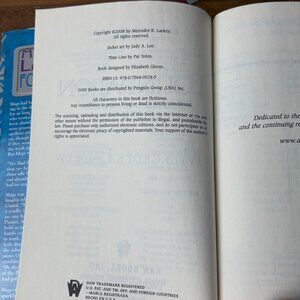 Copyright ©2008 by Mercedes R. Lackey.
All rights reserved.
Jacket art by Jody A. Lee.
Time Line by Pat Tobin.
Book designed by Elizabeth Glover.
ISBN: 978-0-7564-0524-3
DAW Books are distributed by Penguin Group (USA) Inc.
All characters in this book are fictitious.
Any resemblance to persons living or dead is strictly coincidental.
The scanning, uploading and distribution of this book via the Internet or via any
other means without the permission of the publisher is illegal, and punishable by
law. Please purchase only authorized electronic editions, and do not participate in or
encourage the electronic piracy of copyrighted materials. Your support of the author's
rights is appreciated.
DAW TRADEMARK REGISTERED
U.S. PAT. AND TM. OFF. AND FOREIGN COUNTRIES
—MARCA REGISTRADA
HECHO EN U.S.A.
Dedicated to the
and the continuing re